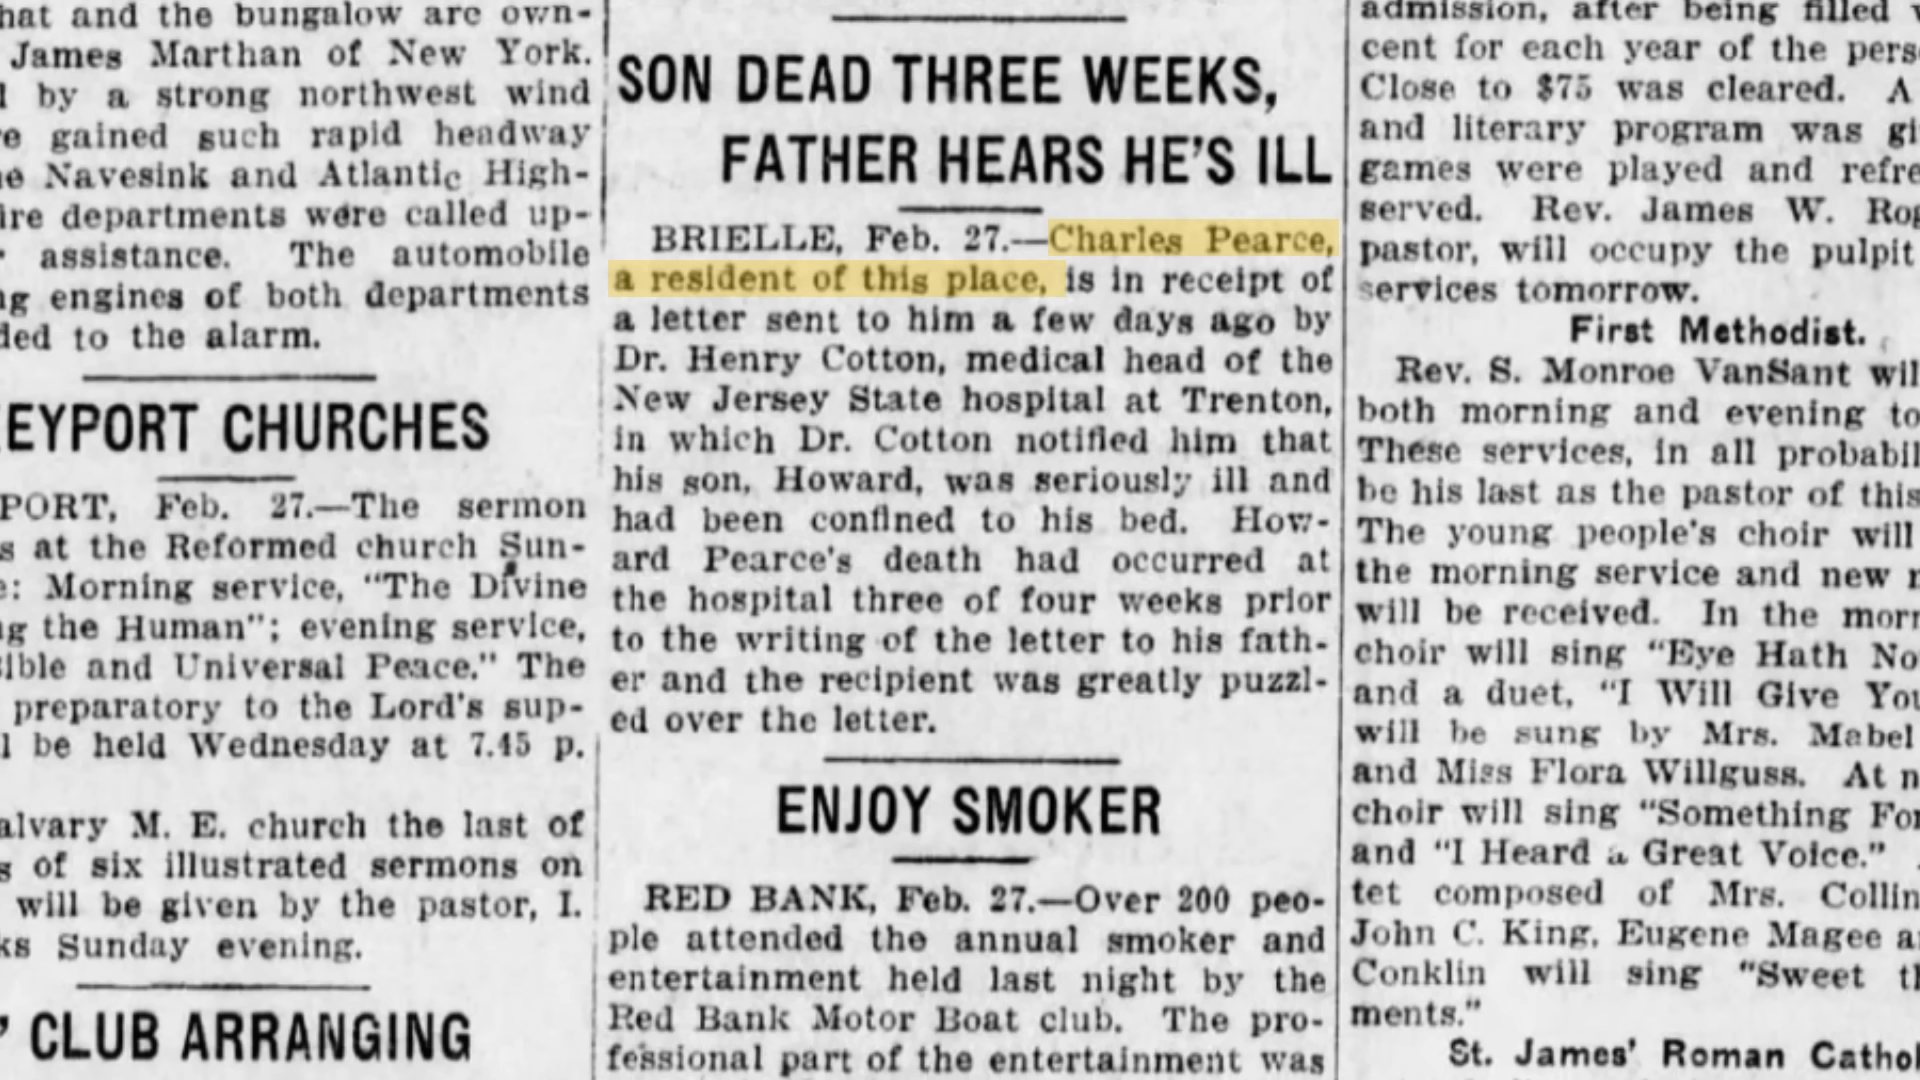 hat and the bungalow are own-
James Marthan of New York.
by a strong northwest wind
gained such rapid headway
Navesink and Atlantic High-
ire departments were called up-
assistance. The automobile
engines of both departments
ded to the alarm.
EYPORT CHURCHES
PORT, Feb. 27.—The sermon
s at the Reformed church Sun-
: Morning service, "The Divine
the Human"; evening service,
ible and Universal Peace." The
preparatory to the Lord's sup-
l be held Wednesday at 7.45 p.
alvary M. E. church the last of
s of six illustrated sermons on
will be given by the pastor, I.
ks Sunday evening.
' CLUB ARRANGING
SON DEAD THREE WEEKS,
FATHER HEARS HE'S ILL
BRIELLE, Feb. 27.—Charles Pearce,
a resident of this place, is in receipt of
a letter sent to him a few days ago by
Dr. Henry Cotton, medical head of the
New Jersey State hospital at Trenton,
in which Dr. Cotton notified him that
his son, Howard, was seriously ill and
had been confined to his bed. How-
ard Pearce's death had occurred at
the hospital three of four weeks prior
to the writing of the letter to his fath-
er and the recipient was greatly puzzl-
ed over the letter.
ENJOY SMOKER
RED BANK, Feb. 27.—Over 200 peo-
ple attended the annual smoker and
entertainment held last night by the
Red Bank Motor Boat club. The pro-
fessional part of the entertainment was
admission, after being filled
cent for each year of the pers
Close to $75 was cleared. A
and literary program was gi
games were played and refre
served. Rev. James W. Rog
pastor, will occupy the pulpit
services tomorrow.
First Methodist.
Rev. S. Monroe VanSant wil
both morning and evening to
These services, in all probabil
be his last as the pastor of this
The young people's choir will
the morning service and new
will be received. In the morn
choir will sing "Eye Hath No
and a duet, "I Will Give You
will be sung by Mrs. Mabel
and Miss Flora Willguss. At n
choir will sing "Something For
and "I Heard a Great Voice."
tet composed of Mrs. Collin
John C. King, Eugene Magee a
Conklin will sing "Sweet th
ments."
St. James' Roman Cathol